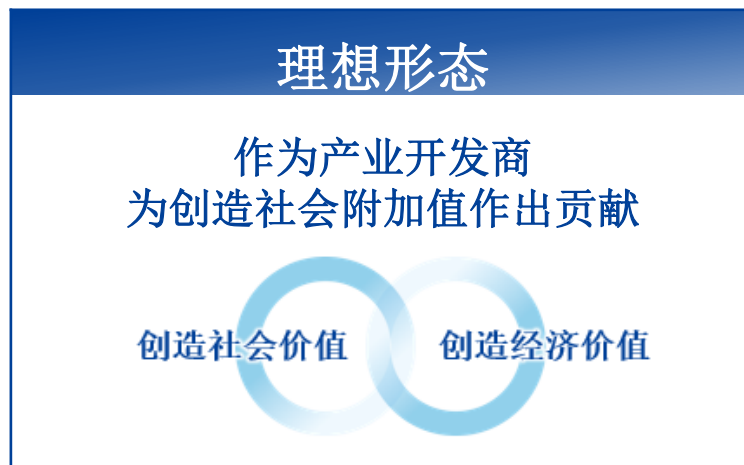 理想形态
作为产业开发商
为创造社会附加值作出贡献
创造社会价值
创造经济价值